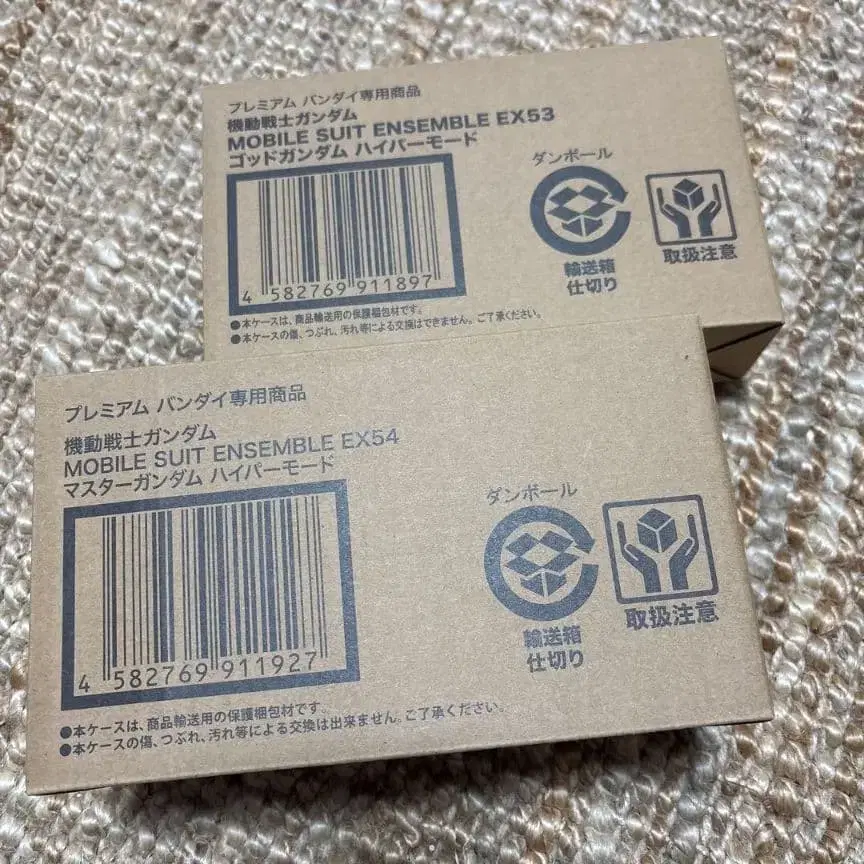 プレミアム バンダイ専用商品
機動戦士ガンダム
MOBILE SUIT ENSEMBLE EX53
ゴッドガンダム ハイパーモード
4 582769 911897
ダンボール
輸送箱
仕切り
取扱注意
●本ケースは、商品輸送用の保護梱包材です。
●本ケースの傷、つぶれ、汚れ等による交換はできません。ご了承ください。
プレミアム バンダイ専用商品
機動戦士ガンダム
MOBILE SUIT ENSEMBLE EX54
マスターガンダム ハイパーモード
4 582769 911927
ダンボール
輸送箱
仕切り
取扱注意
●本ケースは、商品輸送用の保護梱包材です。
●本ケースの傷、つぶれ、汚れ等による交換は出来ません。ご了承ください。